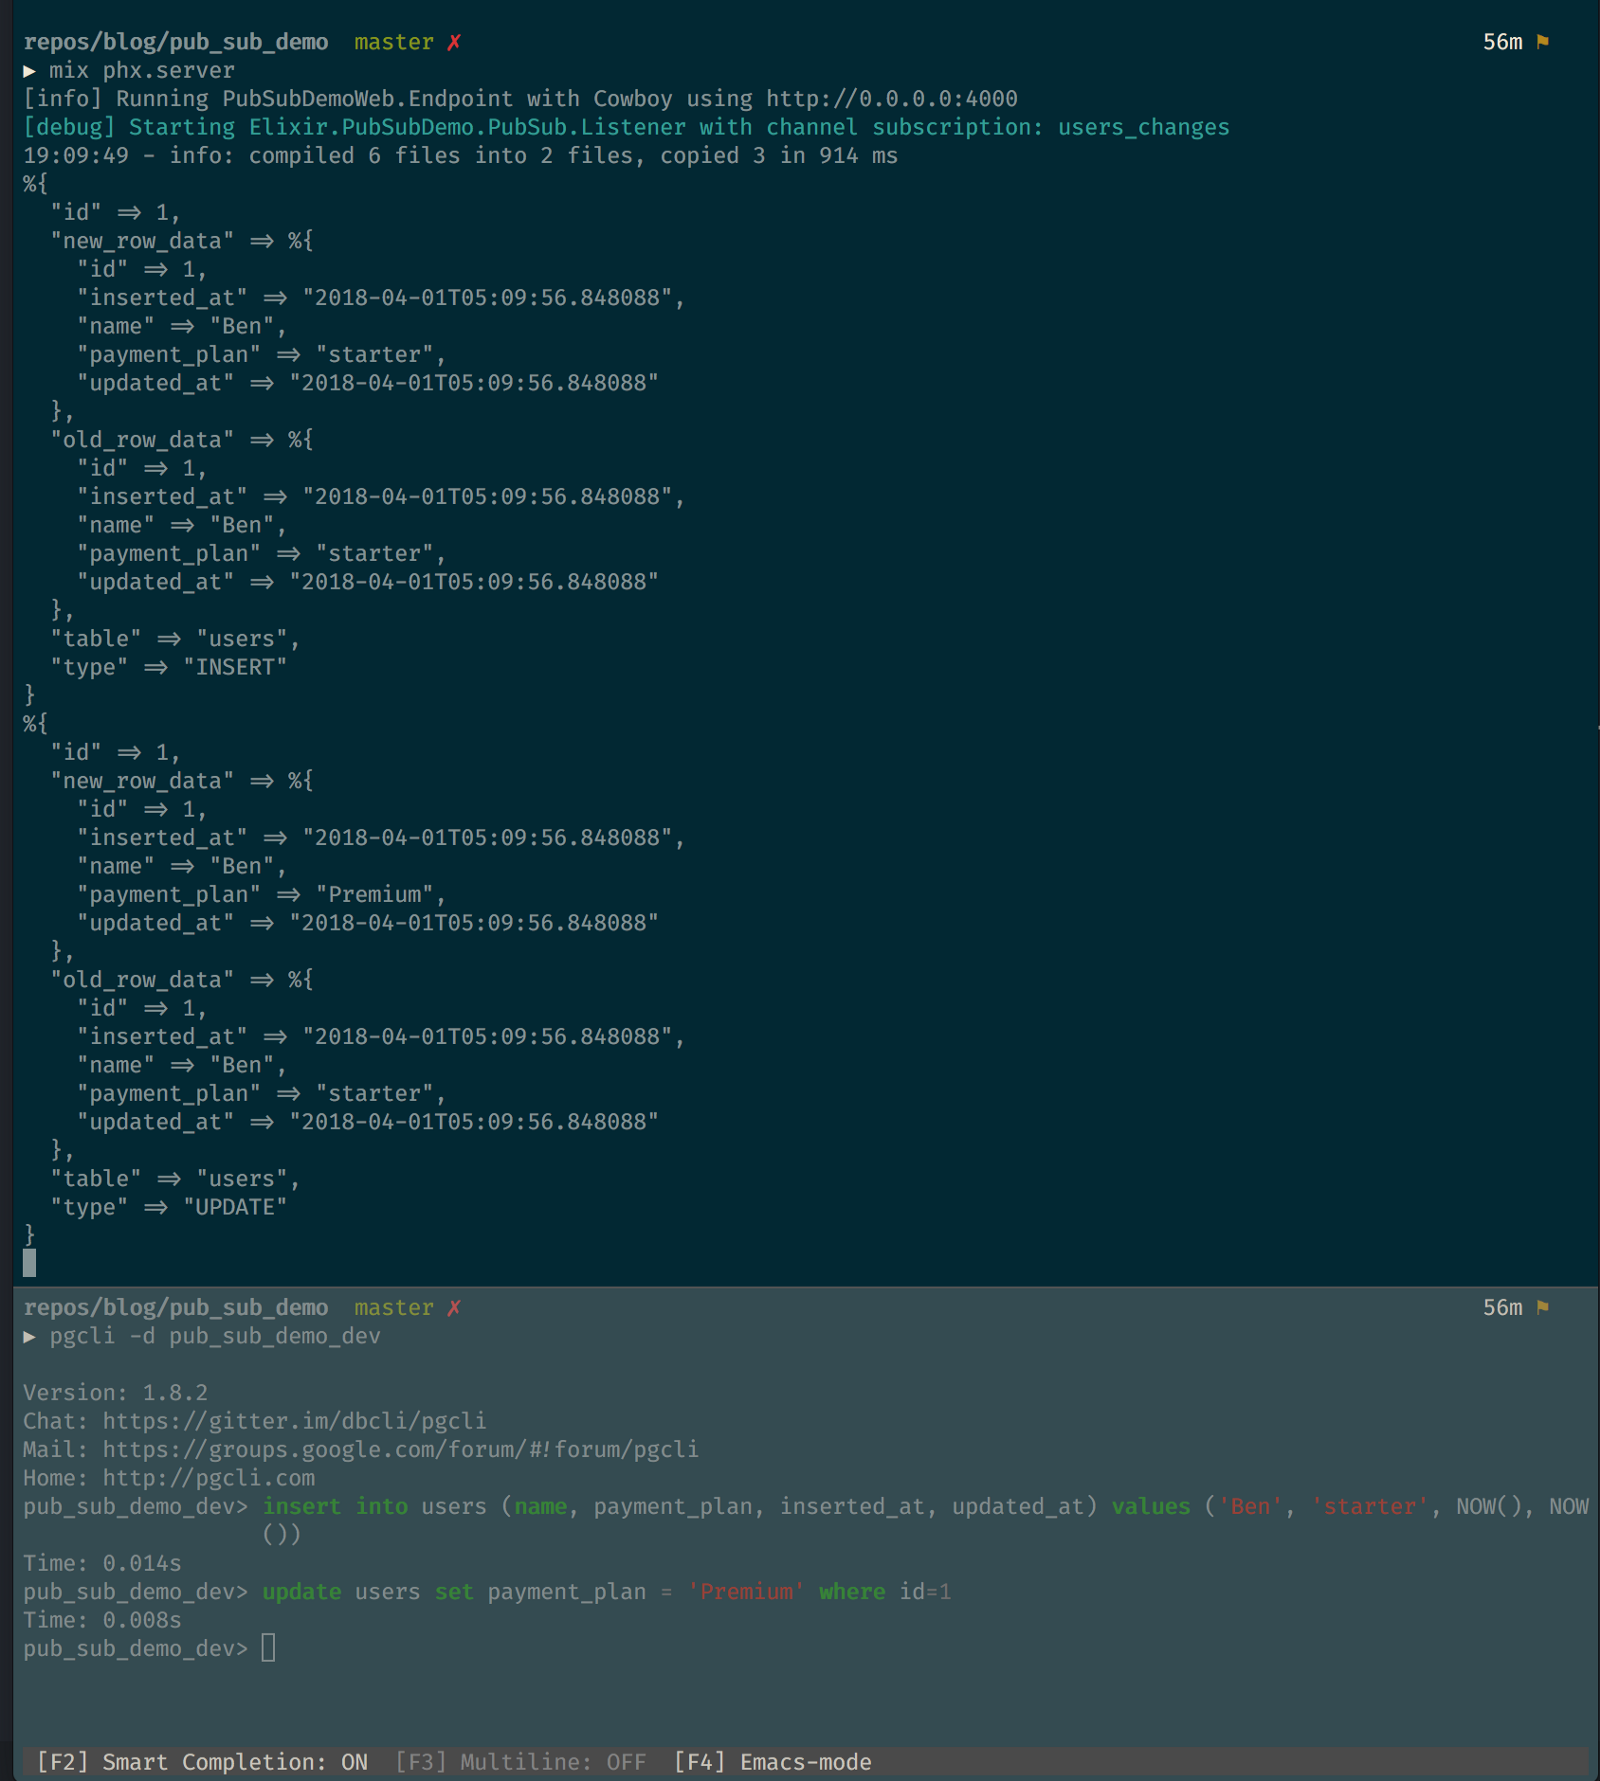 repos/blog/pub_sub_demo  master ✗ 56m ⚑
▶ mix phx.server
[info] Running PubSubDemoWeb.Endpoint with Cowboy using http://0.0.0.0:4000
[debug] Starting Elixir.PubSubDemo.PubSub.Listener with channel subscription: users_changes
19:09:49 - info: compiled 6 files into 2 files, copied 3 in 914 ms
%{
  "id" => 1,
  "new_row_data" => %{
    "id" => 1,
    "inserted_at" => "2018-04-01T05:09:56.848088",
    "name" => "Ben",
    "payment_plan" => "starter",
    "updated_at" => "2018-04-01T05:09:56.848088"
  },
  "old_row_data" => %{
    "id" => 1,
    "inserted_at" => "2018-04-01T05:09:56.848088",
    "name" => "Ben",
    "payment_plan" => "starter",
    "updated_at" => "2018-04-01T05:09:56.848088"
  },
  "table" => "users",
  "type" => "INSERT"
}
%{
  "id" => 1,
  "new_row_data" => %{
    "id" => 1,
    "inserted_at" => "2018-04-01T05:09:56.848088",
    "name" => "Ben",
    "payment_plan" => "Premium",
    "updated_at" => "2018-04-01T05:09:56.848088"
  },
  "old_row_data" => %{
    "id" => 1,
    "inserted_at" => "2018-04-01T05:09:56.848088",
    "name" => "Ben",
    "payment_plan" => "starter",
    "updated_at" => "2018-04-01T05:09:56.848088"
  },
  "table" => "users",
  "type" => "UPDATE"
}
repos/blog/pub_sub_demo  master ✗ 56m ⚑
▶ pgcli -d pub_sub_demo_dev
Version: 1.8.2
Chat: https://gitter.im/dbcli/pgcli
Mail: https://groups.google.com/forum/#!forum/pgcli
Home: http://pgcli.com
pub_sub_demo_dev> insert into users (name, payment_plan, inserted_at, updated_at) values ('Ben', 'starter', NOW(), NOW
())
Time: 0.014s
pub_sub_demo_dev> update users set payment_plan = 'Premium' where id=1
Time: 0.008s
pub_sub_demo_dev>
[F2] Smart Completion: ON  [F3] Multiline: OFF  [F4] Emacs-mode